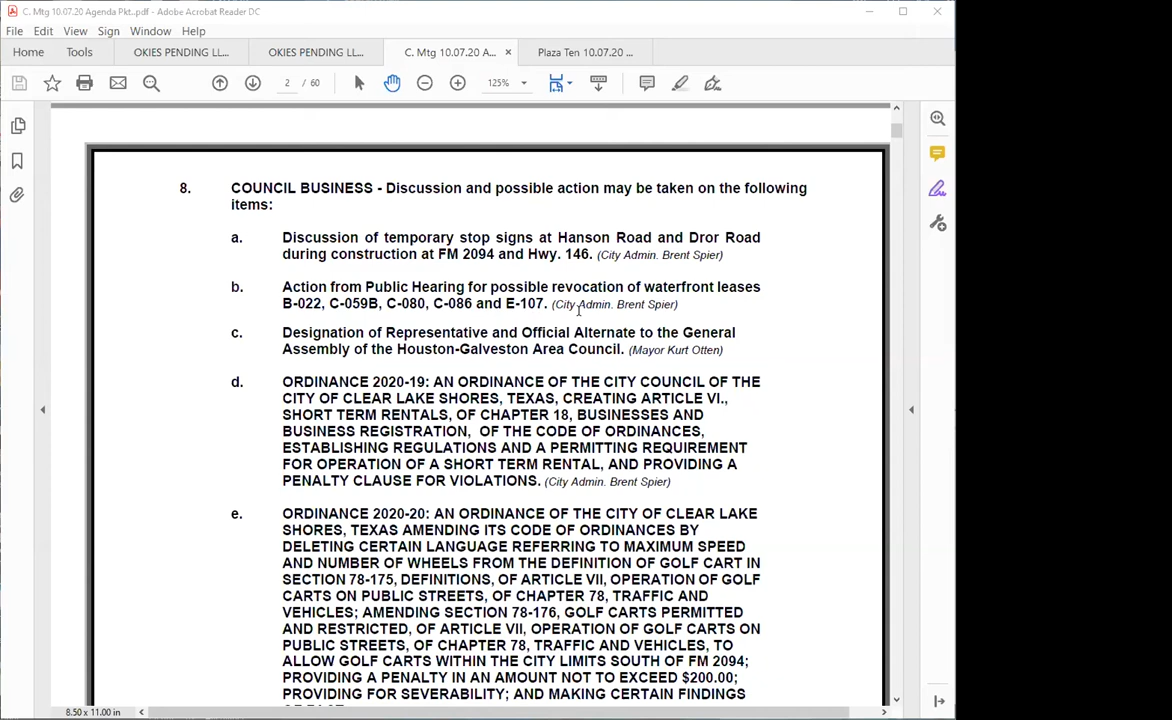 C. Mtg 10.07.20 Agenda Pkt..pdf - Adobe Acrobat Reader DC
File Edit View Sign Window Help
Home Tools OKIES PENDING LL... OKIES PENDING LL... C. Mtg 10.07.20 A... × Plaza Ten 10.07.20 ...
2 / 60 125%
8. COUNCIL BUSINESS - Discussion and possible action may be taken on the following
items:
a. Discussion of temporary stop signs at Hanson Road and Dror Road
during construction at FM 2094 and Hwy. 146. (City Admin. Brent Spier)
b. Action from Public Hearing for possible revocation of waterfront leases
B-022, C-059B, C-080, C-086 and E-107. (City Admin. Brent Spier)
c. Designation of Representative and Official Alternate to the General
Assembly of the Houston-Galveston Area Council. (Mayor Kurt Otten)
d. ORDINANCE 2020-19: AN ORDINANCE OF THE CITY COUNCIL OF THE
CITY OF CLEAR LAKE SHORES, TEXAS, CREATING ARTICLE VI.,
SHORT TERM RENTALS, OF CHAPTER 18, BUSINESSES AND
BUSINESS REGISTRATION, OF THE CODE OF ORDINANCES,
ESTABLISHING REGULATIONS AND A PERMITTING REQUIREMENT
FOR OPERATION OF A SHORT TERM RENTAL, AND PROVIDING A
PENALTY CLAUSE FOR VIOLATIONS. (City Admin. Brent Spier)
e. ORDINANCE 2020-20: AN ORDINANCE OF THE CITY OF CLEAR LAKE
SHORES, TEXAS AMENDING ITS CODE OF ORDINANCES BY
DELETING CERTAIN LANGUAGE REFERRING TO MAXIMUM SPEED
AND NUMBER OF WHEELS FROM THE DEFINITION OF GOLF CART IN
SECTION 78-175, DEFINITIONS, OF ARTICLE VII, OPERATION OF GOLF
CARTS ON PUBLIC STREETS, OF CHAPTER 78, TRAFFIC AND
VEHICLES; AMENDING SECTION 78-176, GOLF CARTS PERMITTED
AND RESTRICTED, OF ARTICLE VII, OPERATION OF GOLF CARTS ON
PUBLIC STREETS, OF CHAPTER 78, TRAFFIC AND VEHICLES, TO
ALLOW GOLF CARTS WITHIN THE CITY LIMITS SOUTH OF FM 2094;
PROVIDING A PENALTY IN AN AMOUNT NOT TO EXCEED $200.00;
PROVIDING FOR SEVERABILITY; AND MAKING CERTAIN FINDINGS
8.50 x 11.00 in